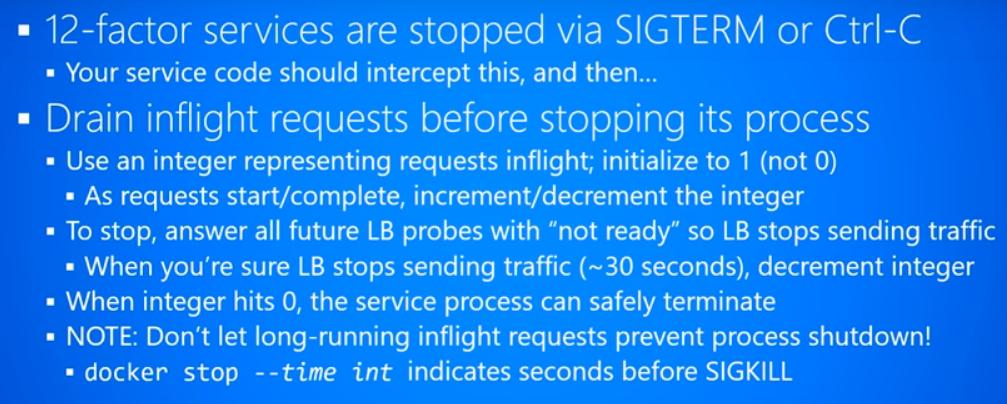 12-factor services are stopped via SIGTERM or Ctrl-C
Your service code should intercept this, and then...
Drain inflight requests before stopping its process
Use an integer representing requests inflight; initialize to 1 (not 0)
As requests start/complete, increment/decrement the integer
To stop, answer all future LB probes with “not ready” so LB stops sending traffic
When you’re sure LB stops sending traffic (~30 seconds), decrement integer
When integer hits 0, the service process can safely terminate
NOTE: Don’t let long-running inflight requests prevent process shutdown!
docker stop --time int indicates seconds before SIGKILL